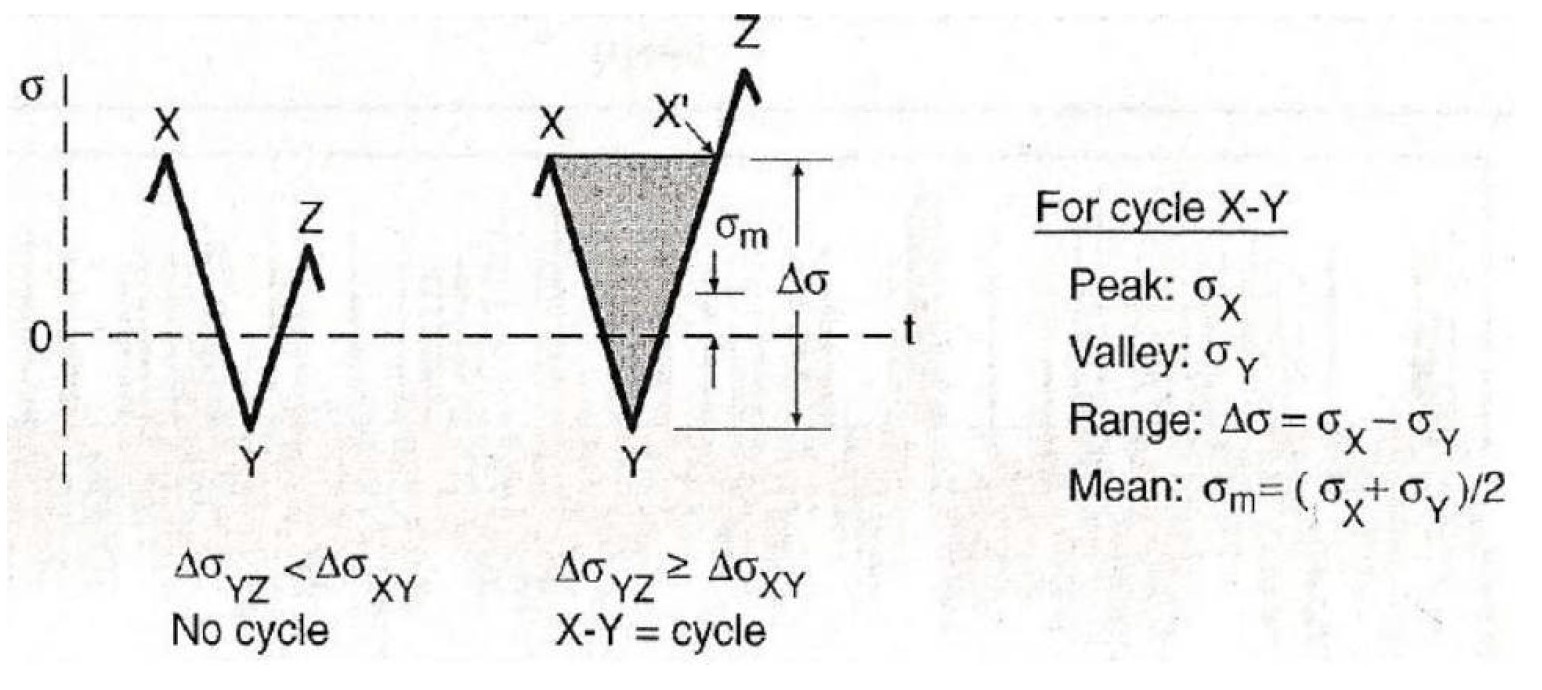 σ
X
Z
Y
0
ΔσYZ < ΔσXY
No cycle
X
X'
Z
σm
Δσ
t
Y
ΔσYZ ≥ ΔσXY
X-Y = cycle
For cycle X-Y
Peak: σX
Valley: σY
Range: Δσ = σX − σY
Mean: σm = ( σX + σY )/2